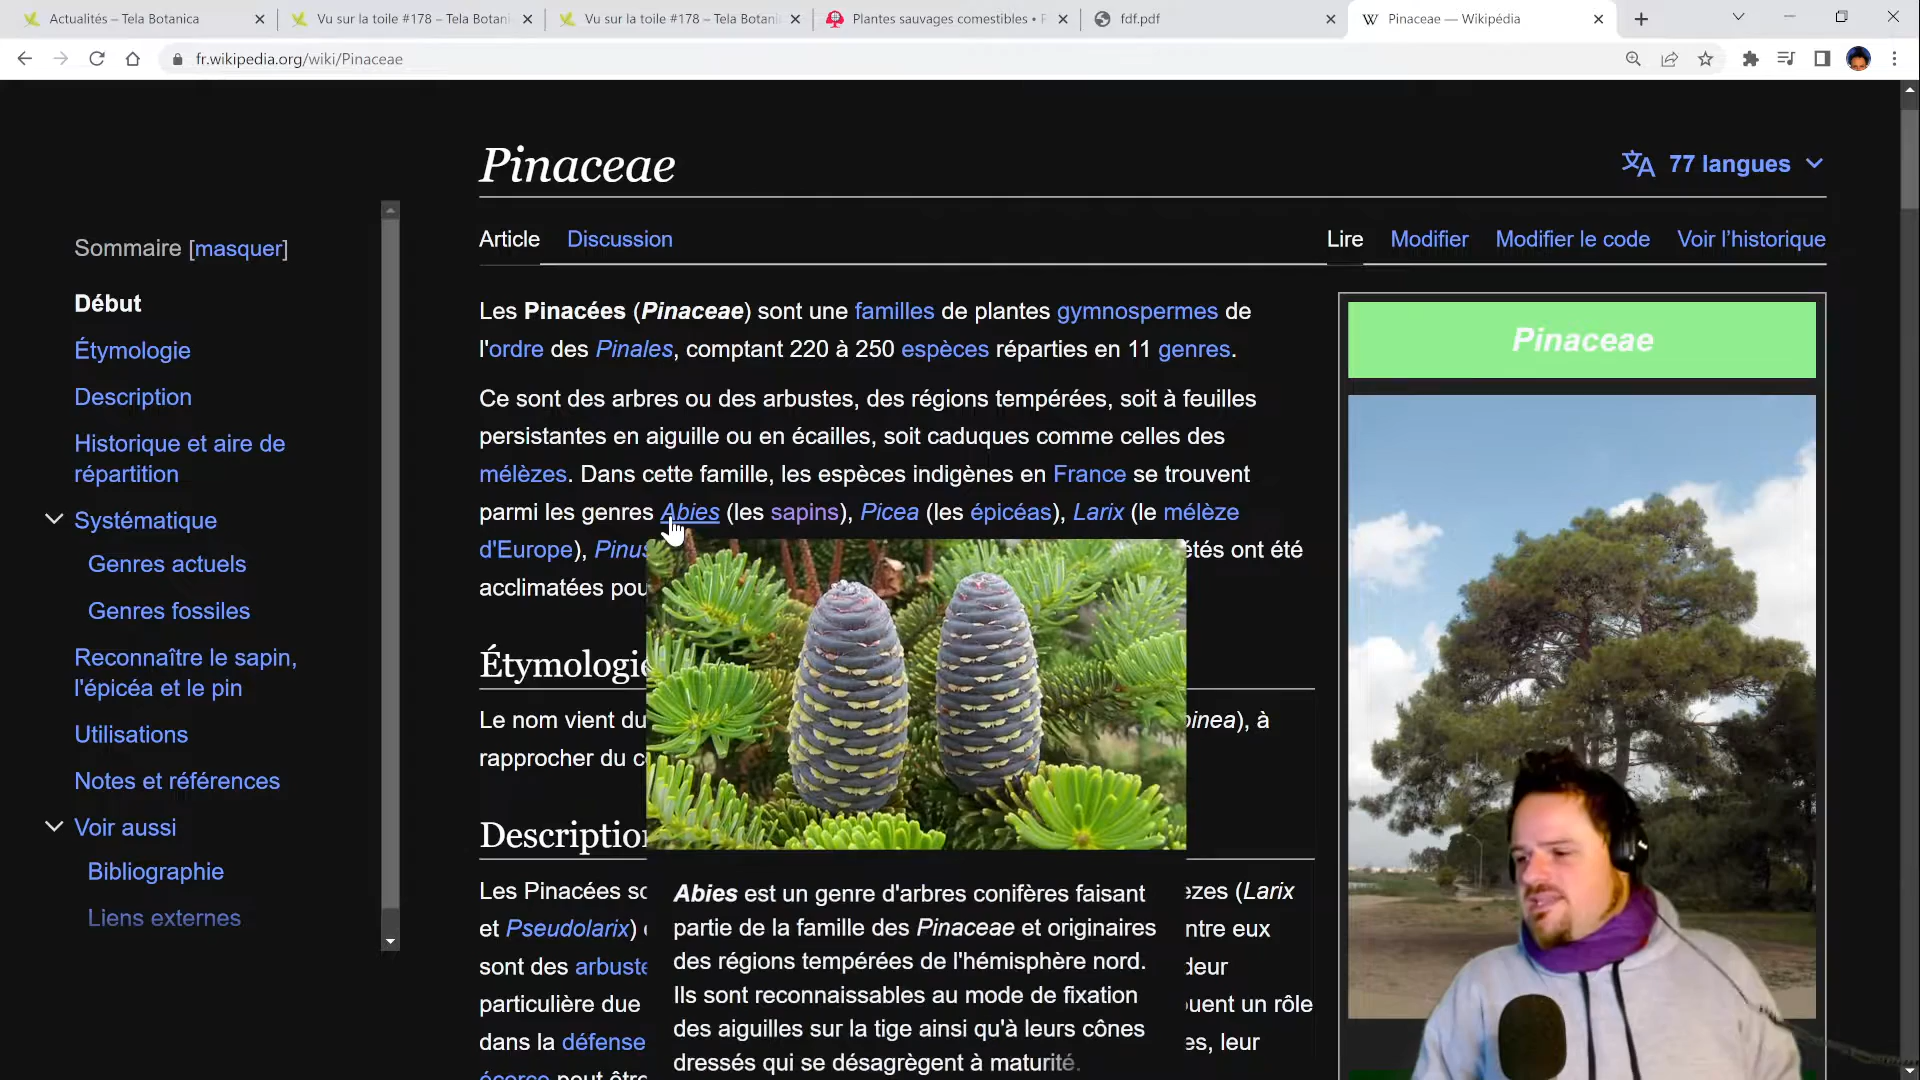 Actualités – Tela Botanica
Vu sur la toile #178 – Tela Botani
Vu sur la toile #178 – Tela Botani
Plantes sauvages comestibles •
fdf.pdf
Pinaceae — Wikipédia
fr.wikipedia.org/wiki/Pinaceae
Pinaceae
77 langues
Article Discussion
Lire Modifier Modifier le code Voir l'historique
Sommaire [masquer]
Début
Étymologie
Description
Historique et aire de
répartition
Systématique
Genres actuels
Genres fossiles
Reconnaître le sapin,
l'épicéa et le pin
Utilisations
Notes et références
Voir aussi
Bibliographie
Liens externes
Les Pinacées (Pinaceae) sont une familles de plantes gymnospermes de
l'ordre des Pinales, comptant 220 à 250 espèces réparties en 11 genres.
Ce sont des arbres ou des arbustes, des régions tempérées, soit à feuilles
persistantes en aiguille ou en écailles, soit caduques comme celles des
mélèzes. Dans cette famille, les espèces indigènes en France se trouvent
parmi les genres Abies (les sapins), Picea (les épicéas), Larix (le mélèze
d'Europe), Pinus étés ont été
acclimatées pou
Étymologie
Le nom vient du pinea), à
rapprocher du c
Description
Les Pinacées so èzes (Larix
et Pseudolarix) entre eux
sont des arbuste deur
particulière due ouent un rôle
dans la défense es, leur
écorce peut être
Abies est un genre d'arbres conifères faisant
partie de la famille des Pinaceae et originaires
des régions tempérées de l'hémisphère nord.
Ils sont reconnaissables au mode de fixation
des aiguilles sur la tige ainsi qu'à leurs cônes
dressés qui se désagrègent à maturité.
Pinaceae